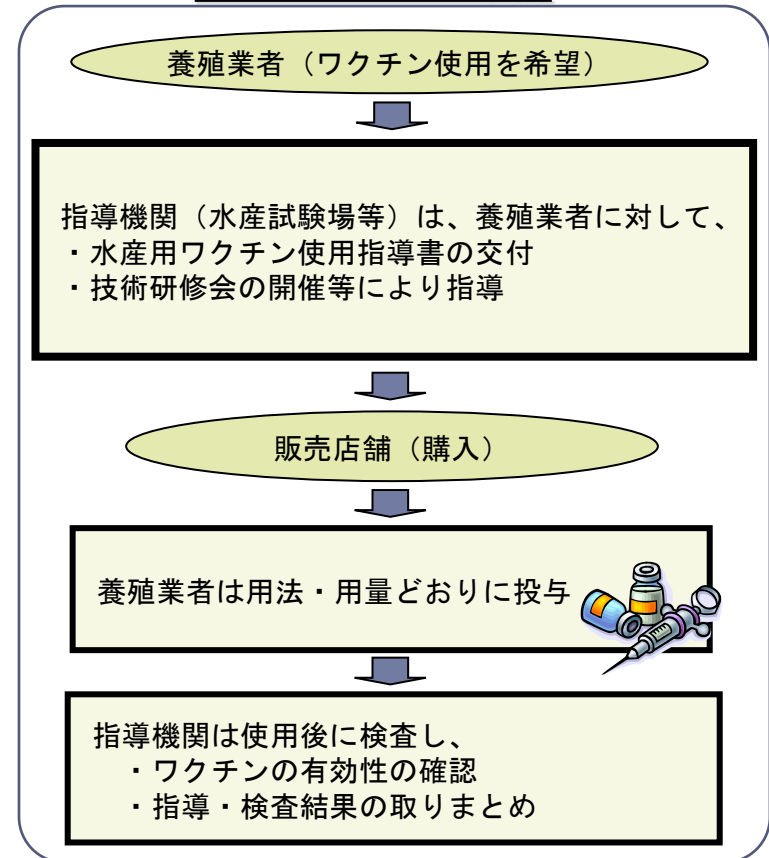 養殖業者（ワクチン使用を希望）
指導機関（水産試験場等）は、養殖業者に対して、
・水産用ワクチン使用指導書の交付
・技術研修会の開催等により指導
販売店舗（購入）
養殖業者は用法・用量どおりに投与
指導機関は使用後に検査し、
・ワクチンの有効性の確認
・指導・検査結果の取りまとめ